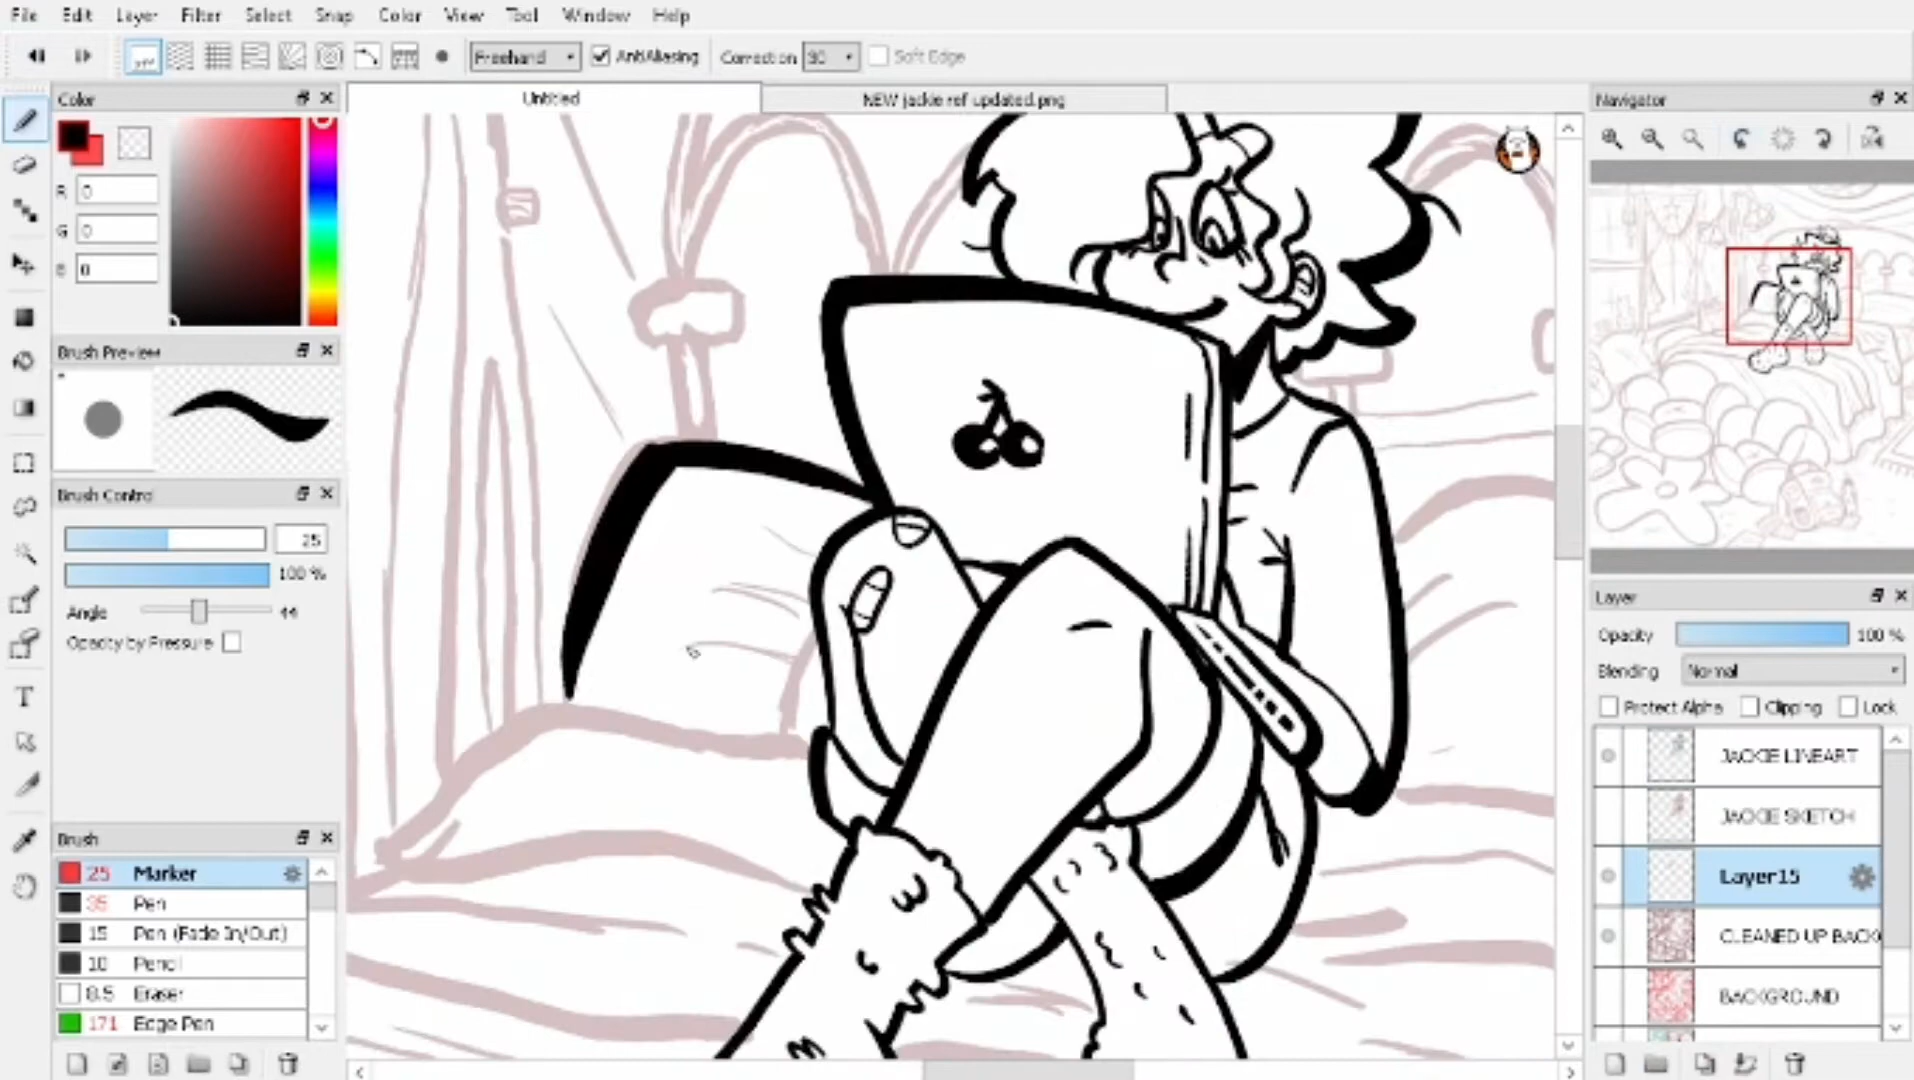 File Edit Layer Filter Select Snap Color View Tool Window Help
Freehand AntiAliasing Correction 30 Soft Edge
Color
Untitled
NEW jackie ref updated.png
Navigator
R 0
G 0
B 0
Brush Preview
Brush Control
25
100 %
Angle 44
Opacity by Pressure
Brush
25 Marker
35 Pen
15 Pen (Fade In/Out)
10 Pencil
8.5 Eraser
171 Edge Pen
Layer
Opacity 100 %
Blending Normal
Protect Alpha Clipping Lock
JACKIE LINEART
JACKIE SKETCH
Layer15
CLEANED UP BACK
BACKGROUND